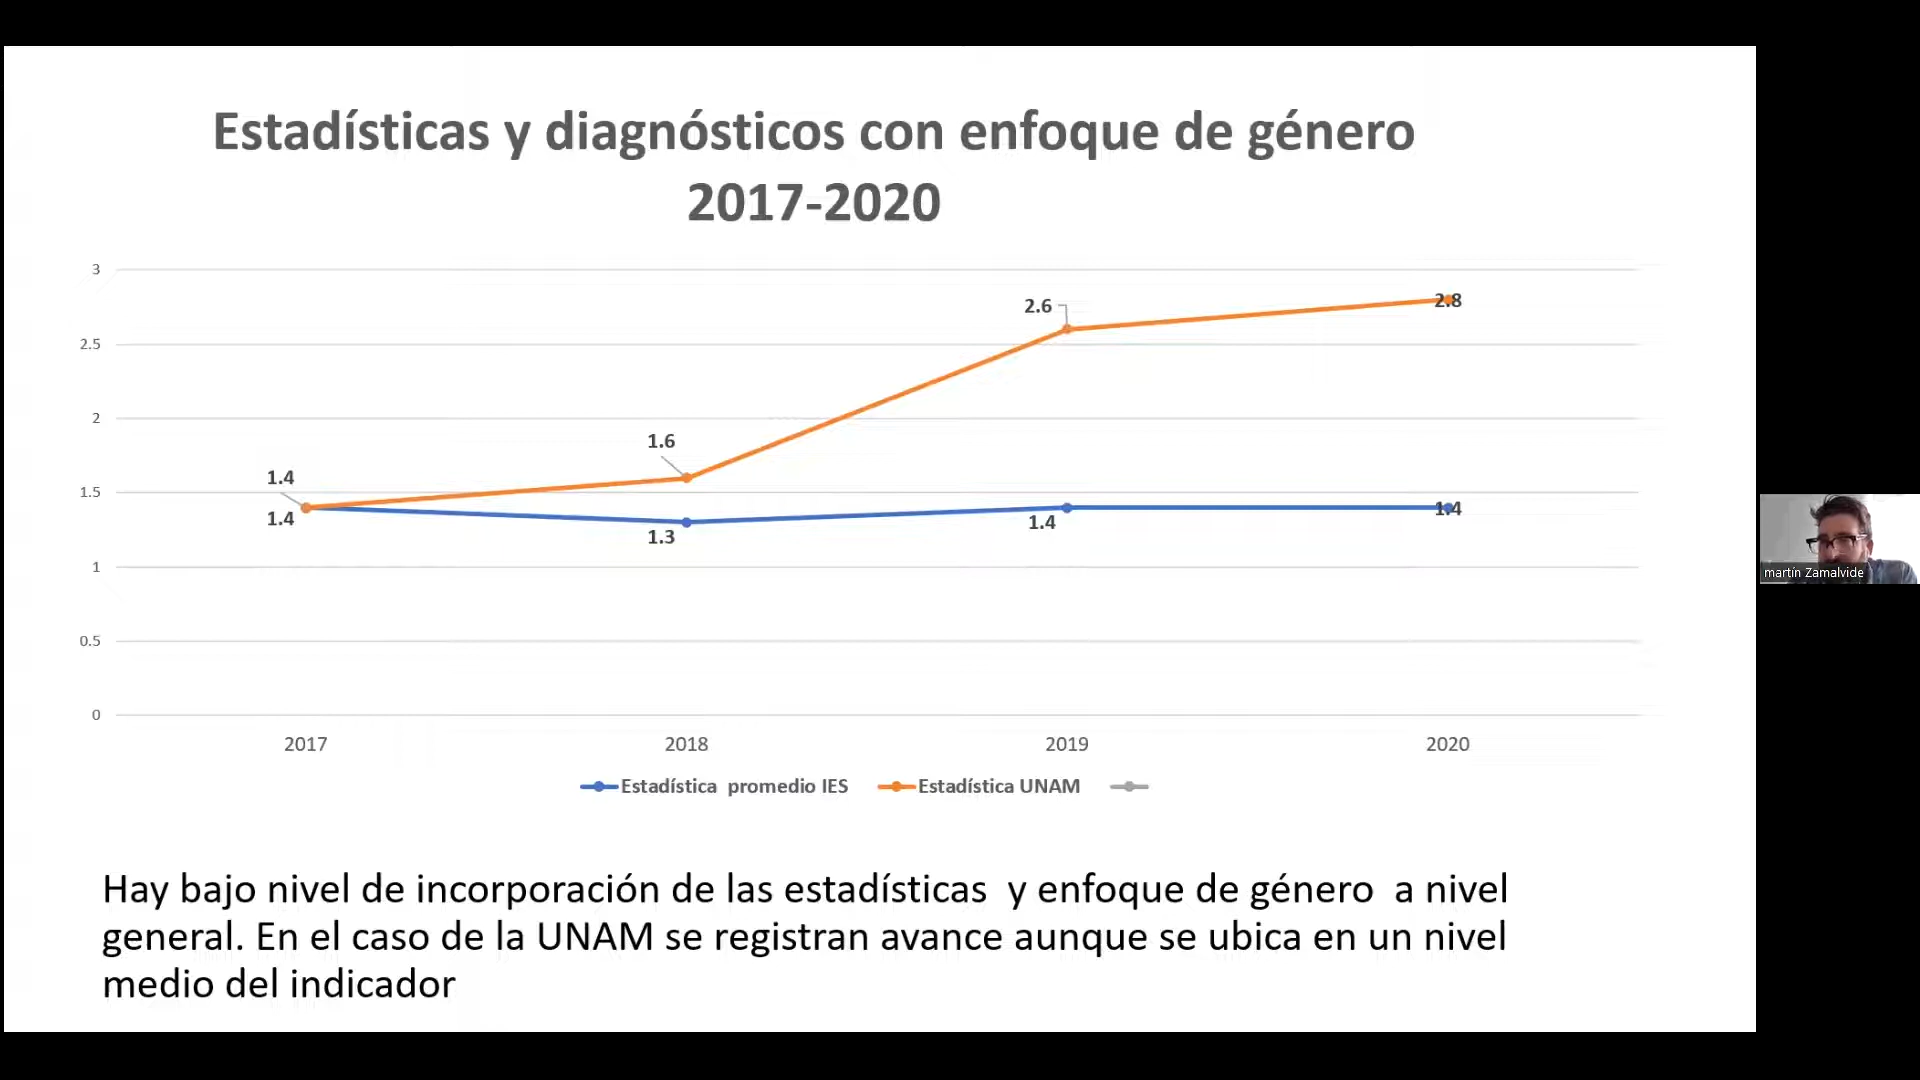 Estadísticas y diagnósticos con enfoque de género
2017-2020
3
2.5
2
1.5
1
0.5
0
1.4
1.4
1.6
1.3
2.6
1.4
2.8
1.4
2017 2018 2019 2020
Estadística promedio IES Estadística UNAM
martín Zamalvide
Hay bajo nivel de incorporación de las estadísticas y enfoque de género a nivel
general. En el caso de la UNAM se registran avance aunque se ubica en un nivel
medio del indicador